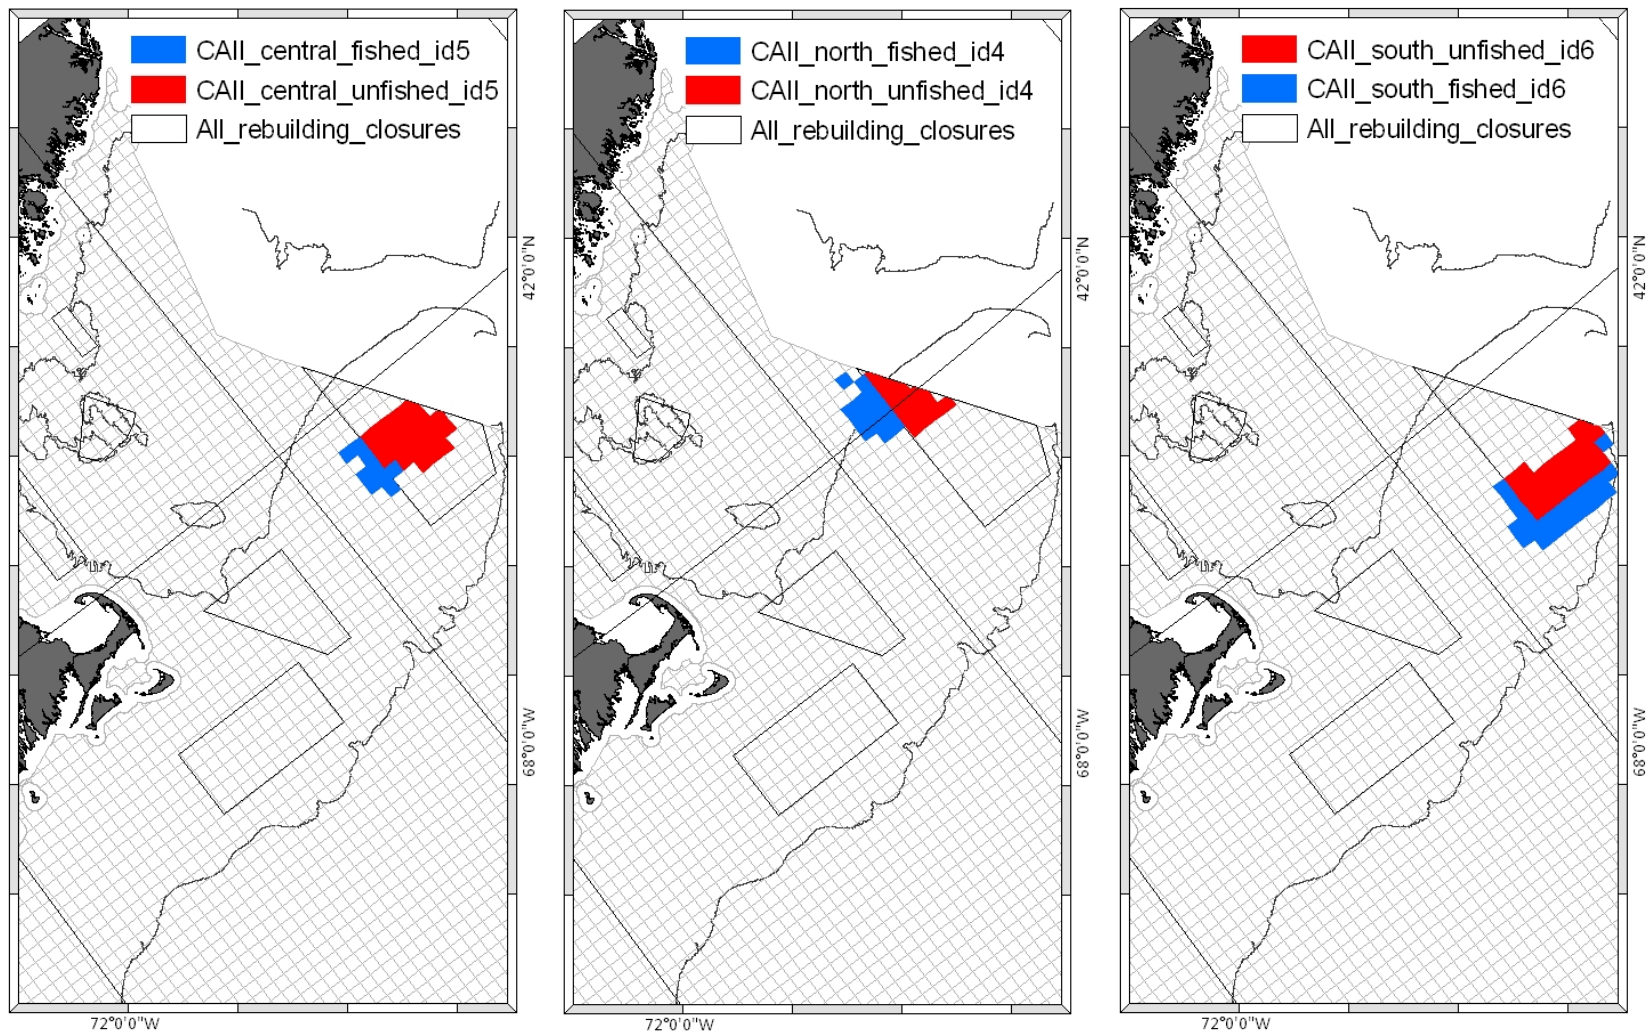 CAII_central_fished_id5
CAII_central_unfished_id5
All_rebuilding_closures
42°0'0"N
68°0'0"W
72°0'0"W
CAII_north_fished_id4
CAII_north_unfished_id4
All_rebuilding_closures
42°0'0"N
68°0'0"W
72°0'0"W
CAII_south_unfished_id6
CAII_south_fished_id6
All_rebuilding_closures
42°0'0"N
68°0'0"W
72°0'0"W